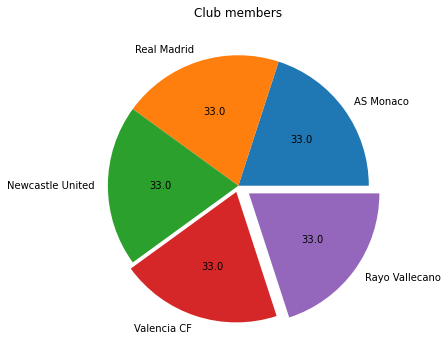 Club members
Real Madrid
AS Monaco
33.0
33.0
Newcastle United
33.0
33.0
33.0
Rayo Vallecano
Valencia CF